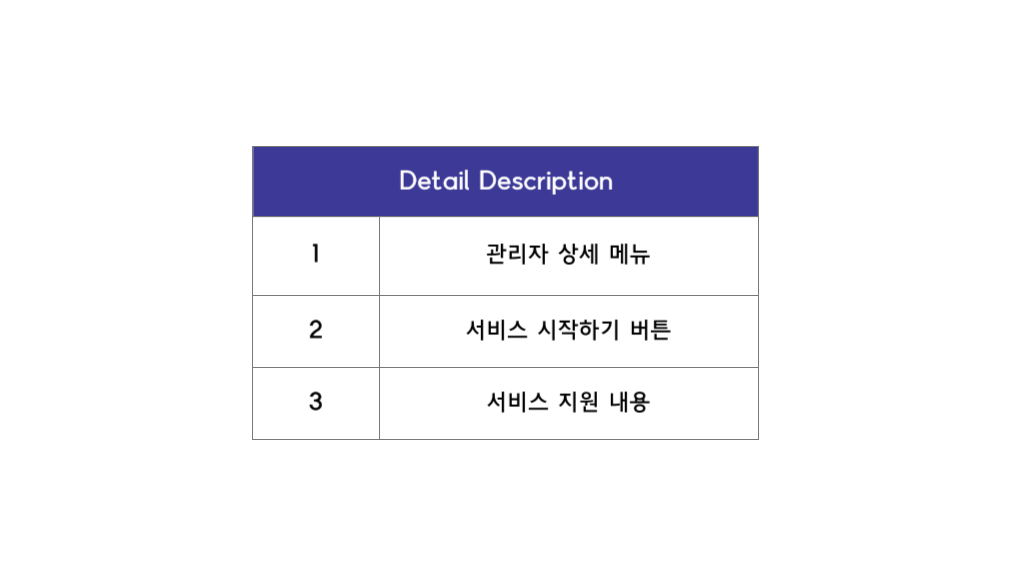 Detail Description
1 관리자 상세 메뉴
2 서비스 시작하기 버튼
3 서비스 지원 내용